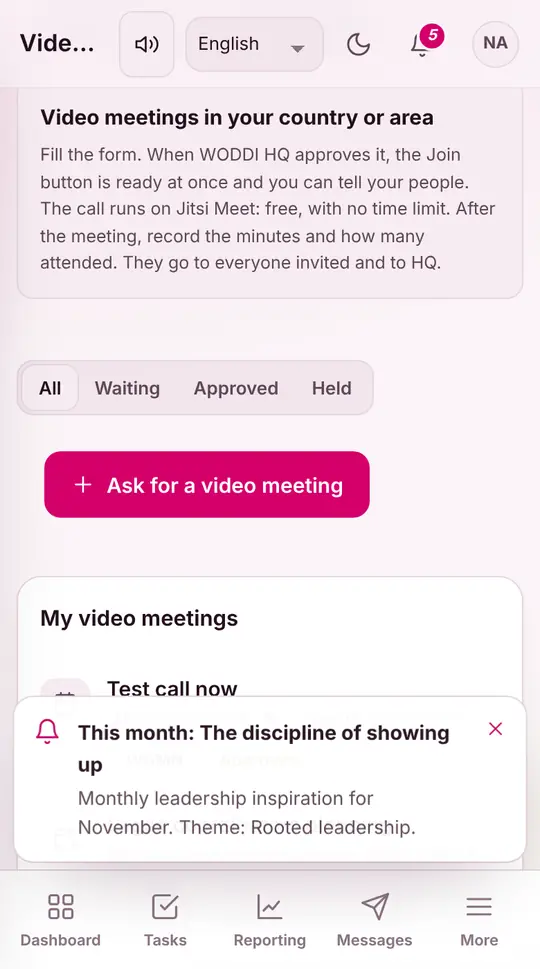 Vide...
English
5
NA
Video meetings in your country or area
Fill the form. When WODDI HQ approves it, the Join
button is ready at once and you can tell your people.
The call runs on Jitsi Meet: free, with no time limit. After
the meeting, record the minutes and how many
attended. They go to everyone invited and to HQ.
All
Waiting
Approved
Held
+ Ask for a video meeting
My video meetings
Test call now
This month: The discipline of showing
up
Monthly leadership inspiration for
November. Theme: Rooted leadership.
Dashboard
Tasks
Reporting
Messages
More